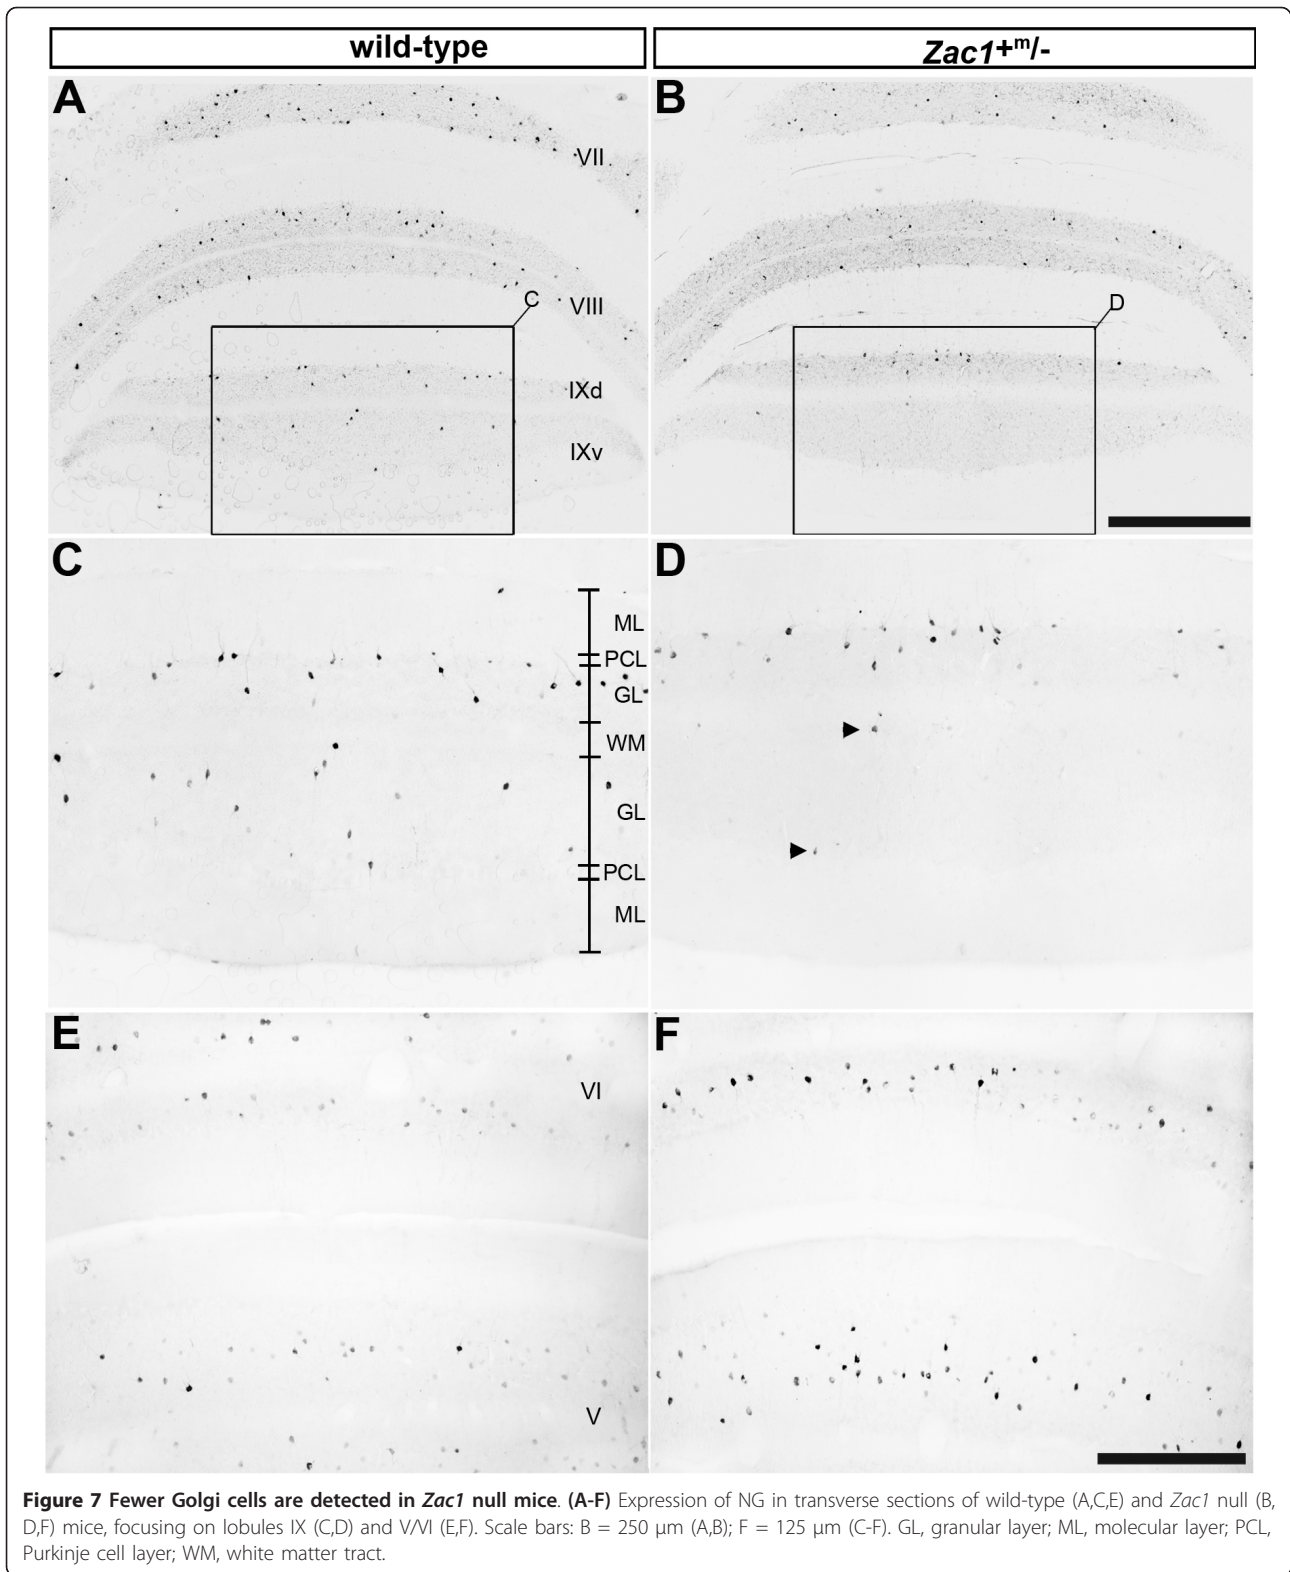 wild-type
Zac1+m/-
A
B
VII
VIII
C
D
IXd
IXv
C
D
ML
PCL
GL
WM
GL
PCL
ML
E
F
VI
V
Figure 7 Fewer Golgi cells are detected in Zac1 null mice. (A-F) Expression of NG in transverse sections of wild-type (A,C,E) and Zac1 null (B,
D,F) mice, focusing on lobules IX (C,D) and V/VI (E,F). Scale bars: B = 250 μm (A,B); F = 125 μm (C-F). GL, granular layer; ML, molecular layer; PCL,
Purkinje cell layer; WM, white matter tract.